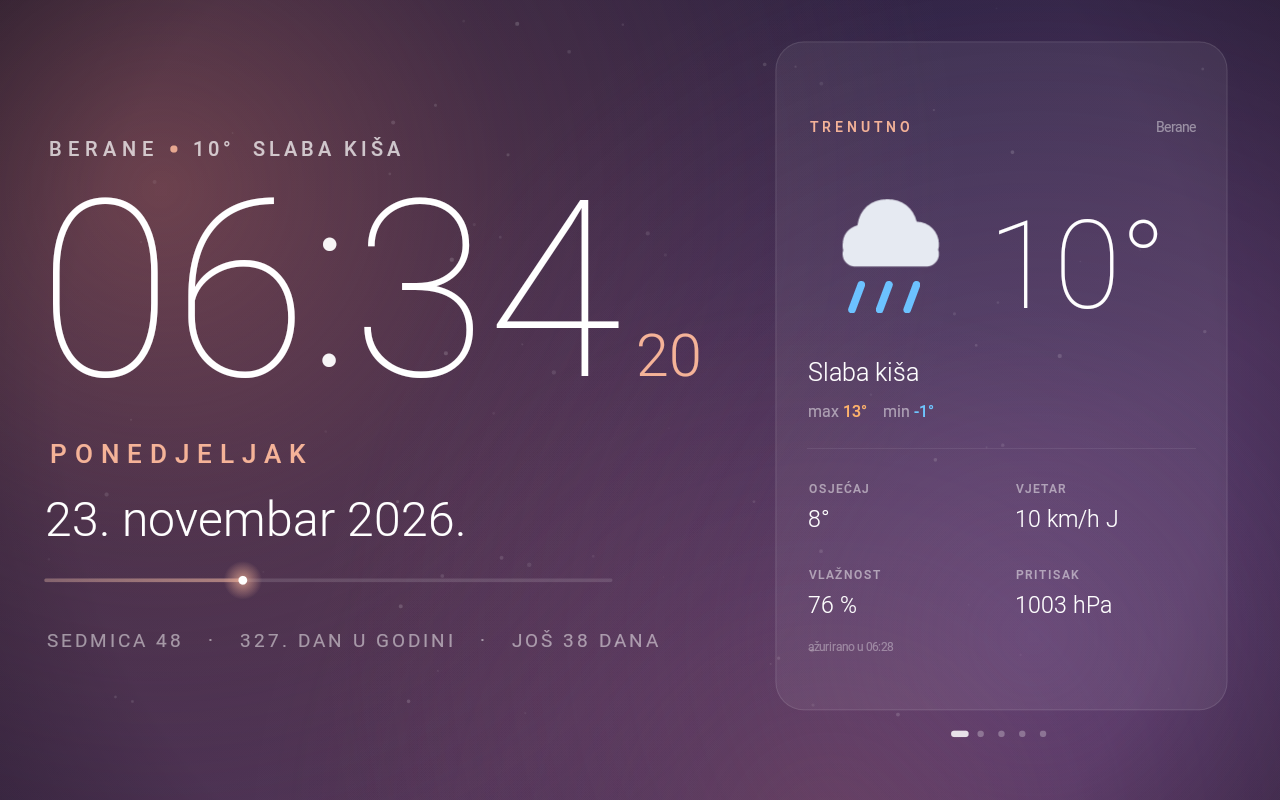 BERANE • 10° SLABA KIŠA
06:34 20
PONEDJELJAK
23. novembar 2026.
SEDMICA 48 · 327. DAN U GODINI · JOŠ 38 DANA
TRENUTNO Berane
10°
Slaba kiša
max 13° min -1°
OSJEĆAJ VJETAR
8° 10 km/h J
VLAŽNOST PRITISAK
76 % 1003 hPa
ažurirano u 06:28